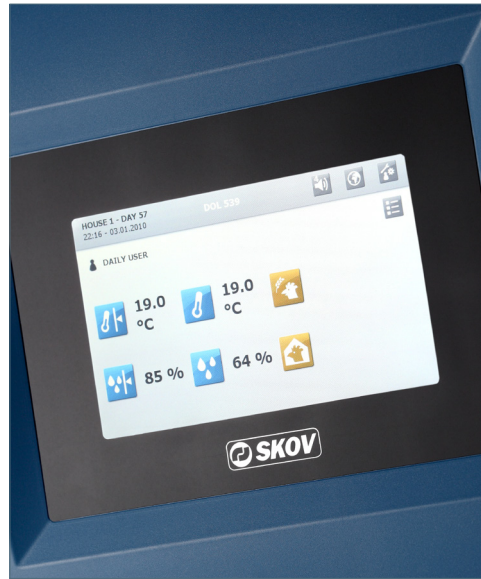 HOUSE 1 - DAY 57
22:16 - 03.01.2010
DOL 539
DAILY USER
19.0
°C
19.0
°C
85 %
64 %
SKOV